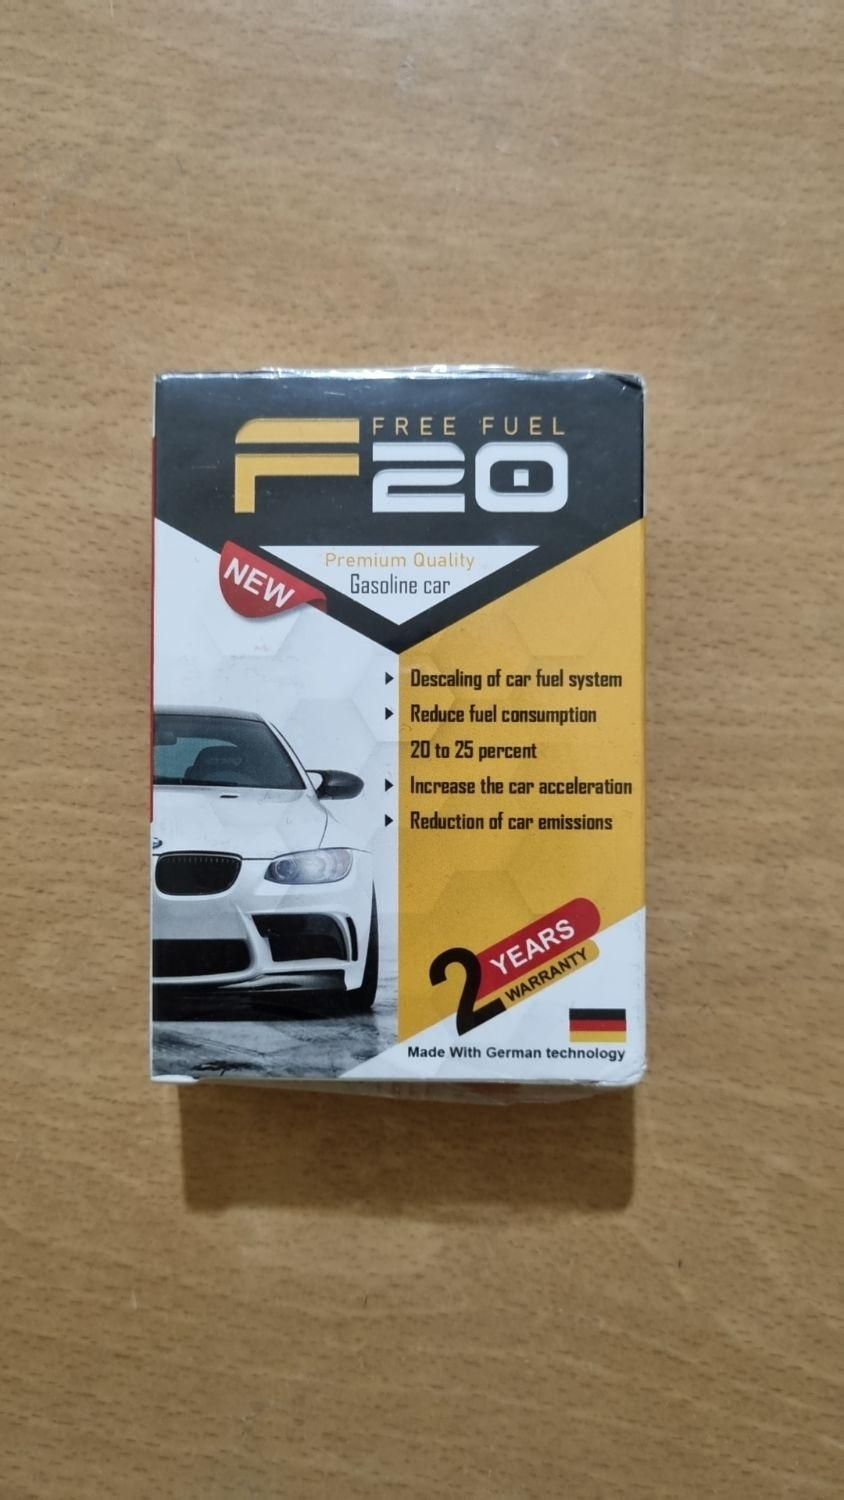 FREE FUEL
F20
Premium Quality
Gasoline car
NEW
Descaling of car fuel system
Reduce fuel consumption
20 to 25 percent
Increase the car acceleration
Reduction of car emissions
2 YEARS
WARRANTY
Made With German technology